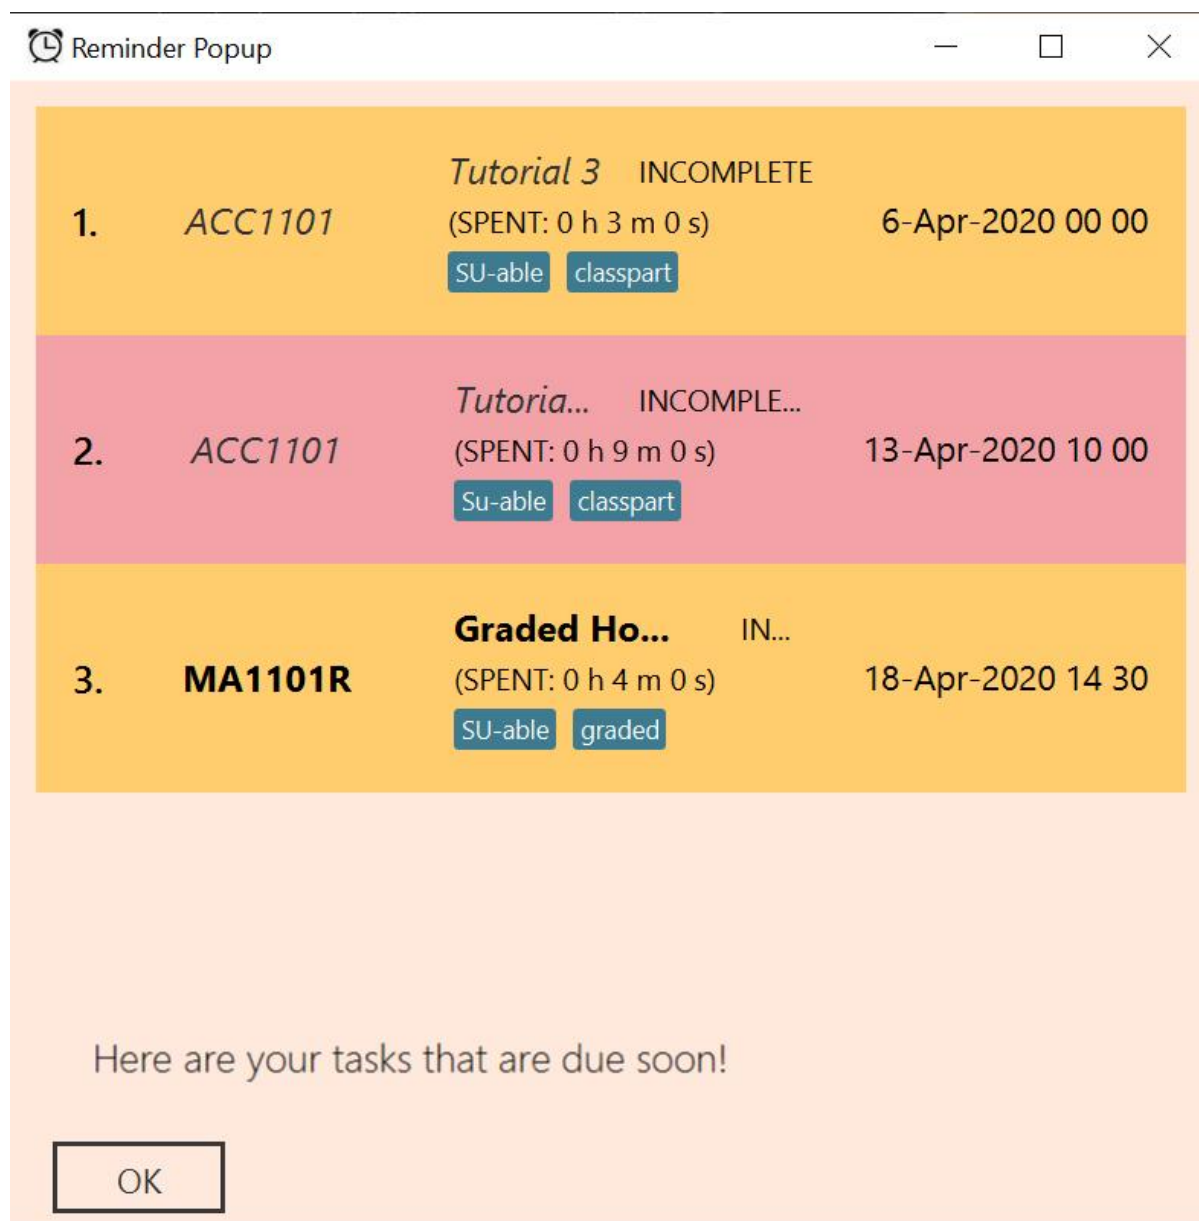 Reminder Popup
1. ACC1101 Tutorial 3 INCOMPLETE
(SPENT: 0 h 3 m 0 s) 6-Apr-2020 00 00
SU-able classpart
2. ACC1101 Tutoria... INCOMPLE...
(SPENT: 0 h 9 m 0 s) 13-Apr-2020 10 00
Su-able classpart
3. MA1101R Graded Ho... IN...
(SPENT: 0 h 4 m 0 s) 18-Apr-2020 14 30
SU-able graded
Here are your tasks that are due soon!
OK